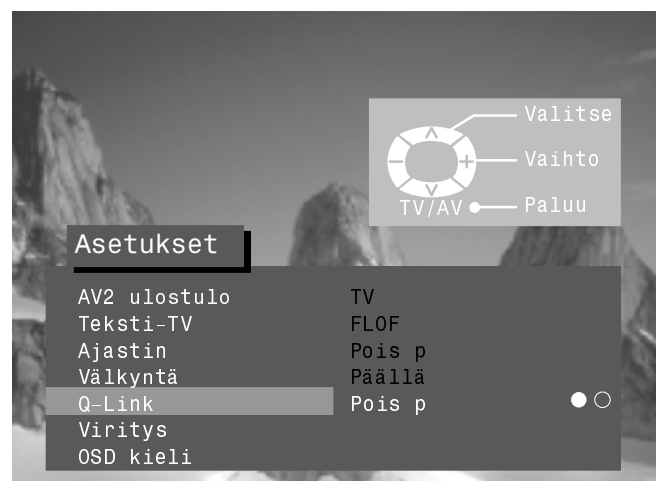 Valitse
Vaihto
TV/AV Paluu
Asetukset
AV2 ulostulo TV
Teksti-TV FLOF
Ajastin Pois p
Välkyntä Päällä
Q-Link Pois p
Viritys
OSD kieli